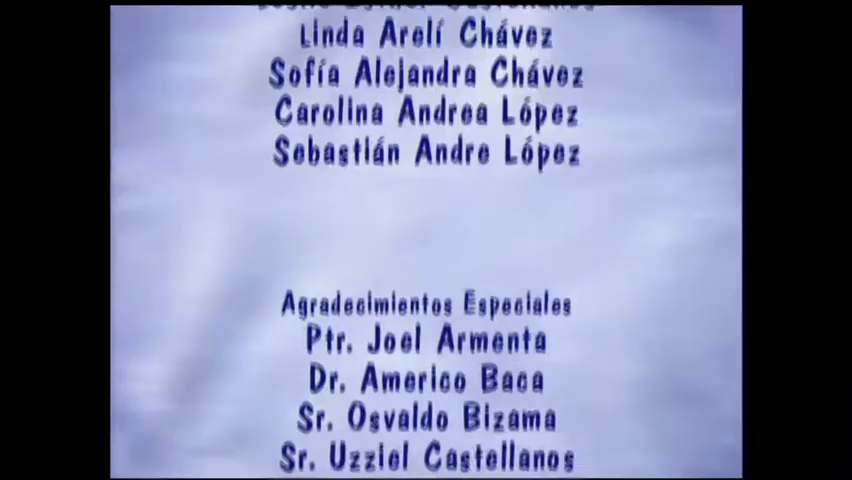 Linda Arelí Chávez
Sofía Alejandra Chávez
Carolina Andrea López
Sebastián Andre López
Agradecimientos Especiales
Ptr. Joel Armenta
Dr. Americo Baca
Sr. Osvaldo Bizama
Sr. Uzziel Castellanos